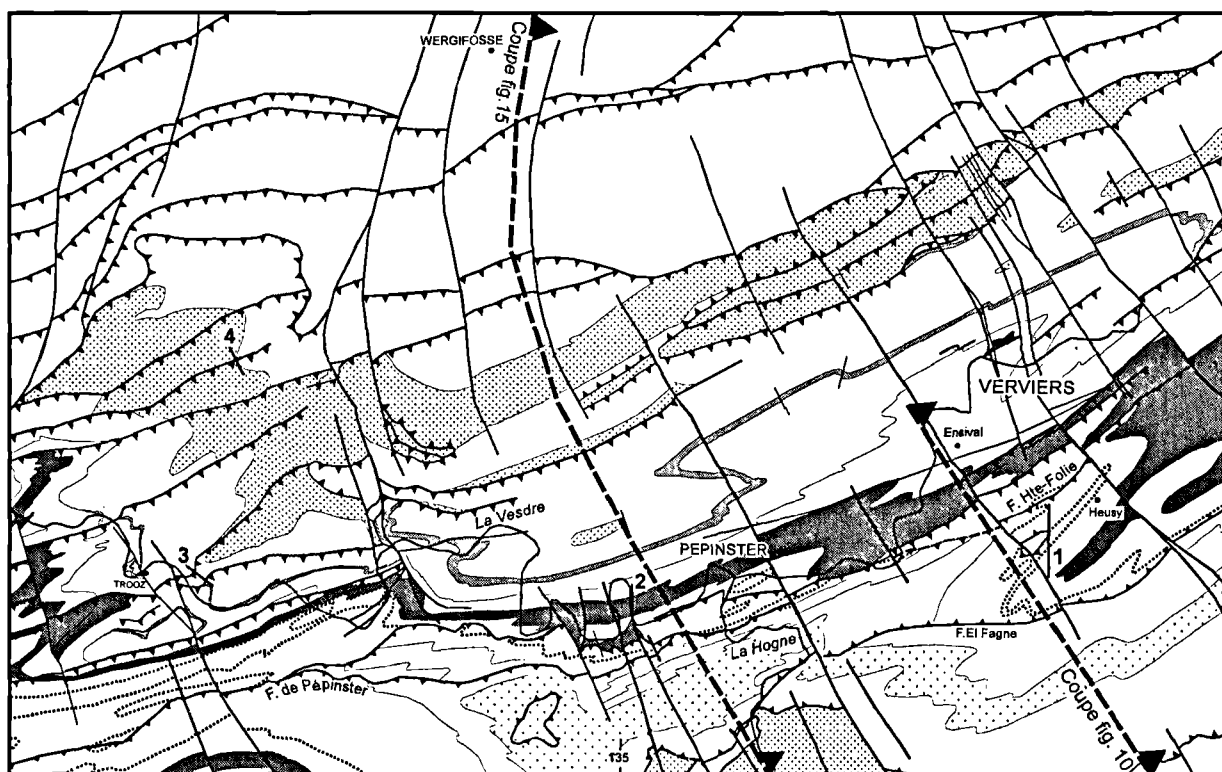 WERGIFOSSE
Coupe fig. 15
4
VERVIERS
Ensival
F. Hte-Folie
Heusy
La Vesdre
PEPINSTER
3
TROOZ
2
1
La Hogne
F.El Fagne
F. de Pepinster
Coupe fig. 10
135